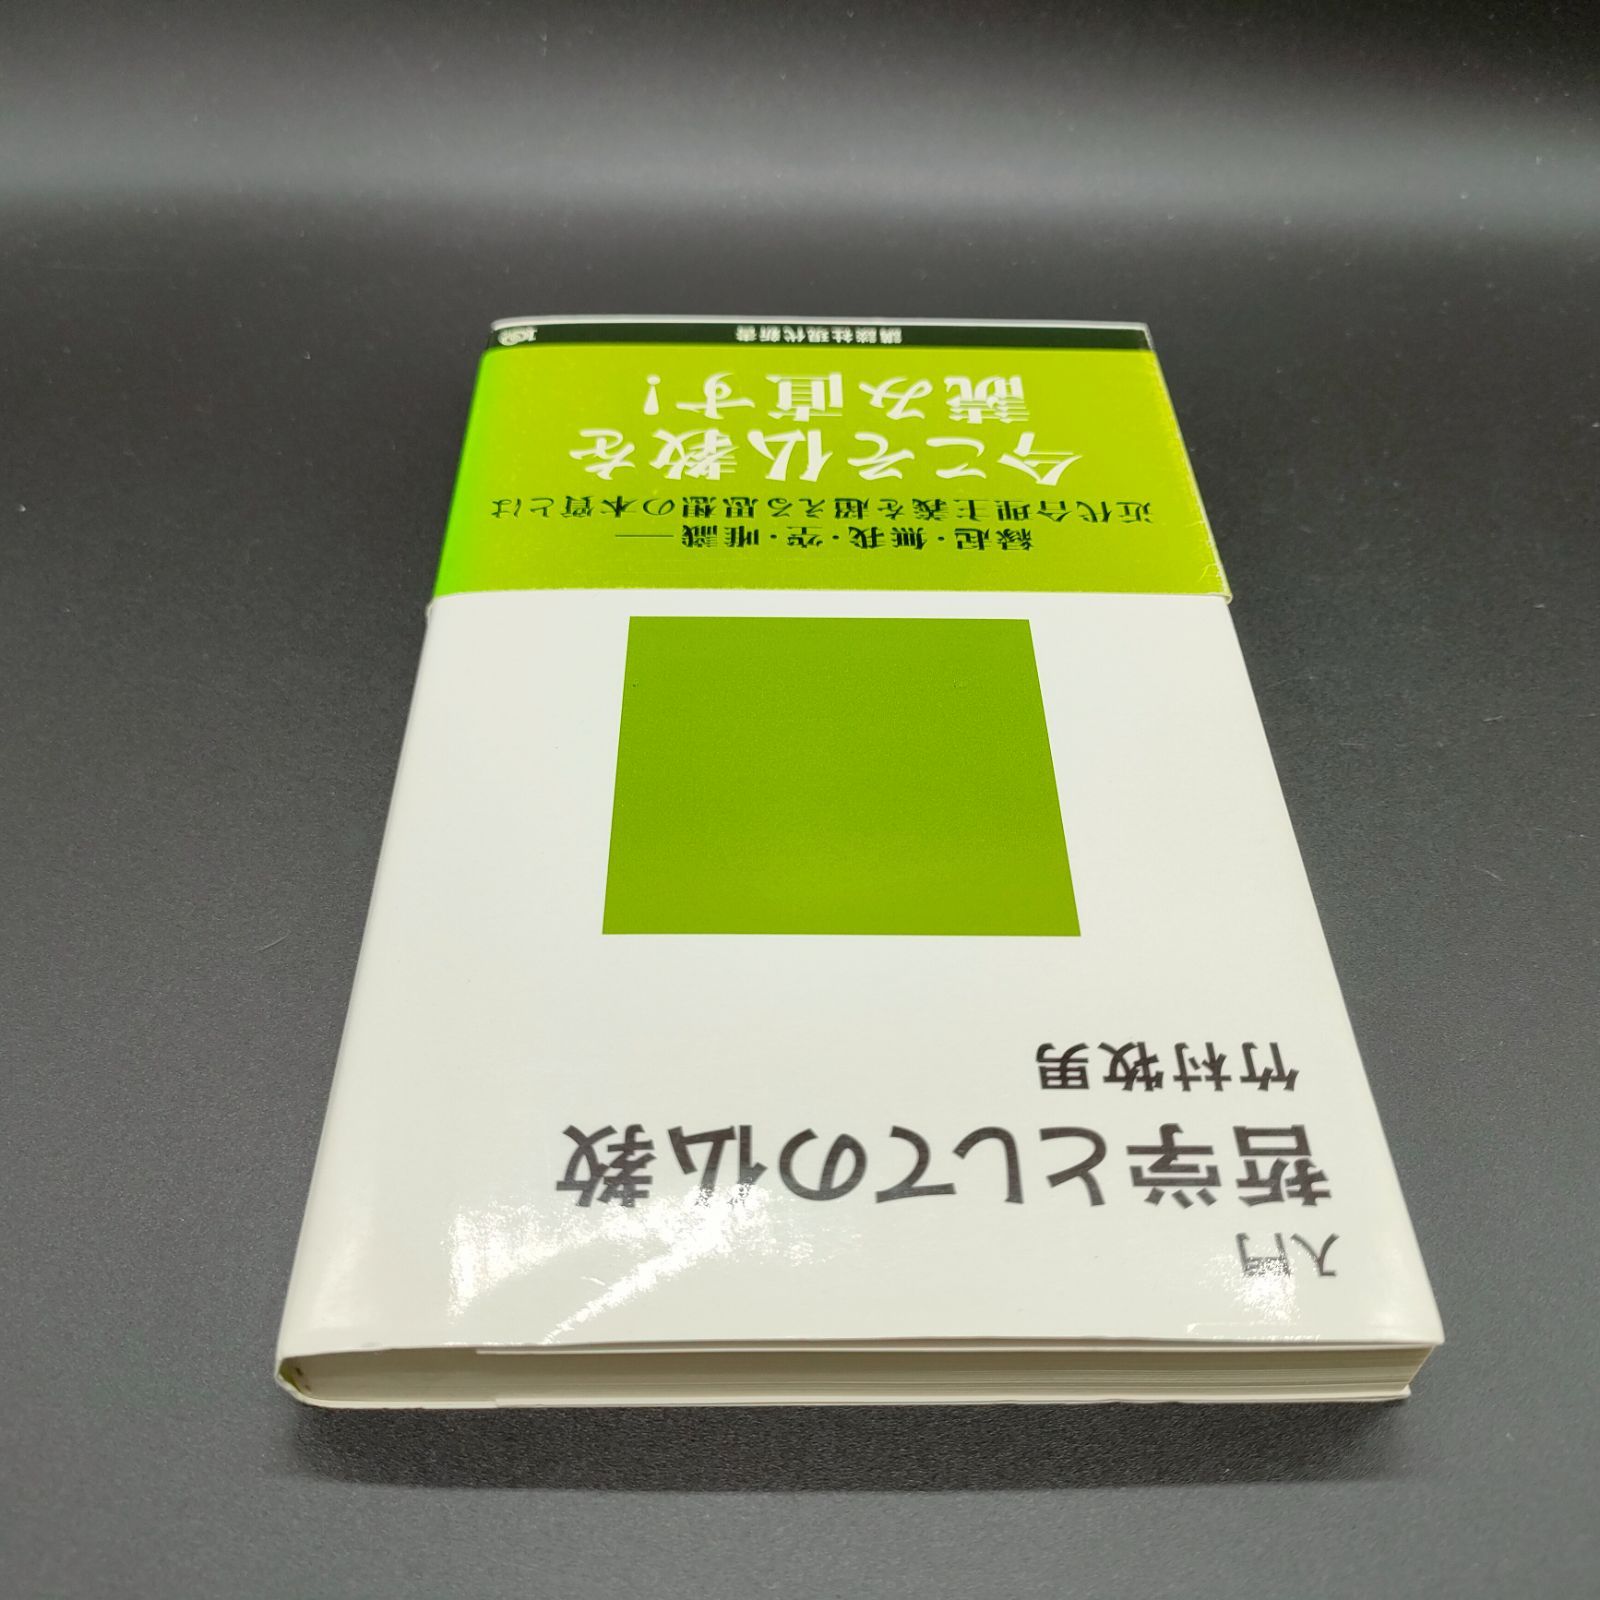 入門
哲学としての仏教
竹村牧男
縁起・無我・空・唯識──
近代合理主義を超える思想の本質とは
今こそ仏教を
読み直す!
講談社現代新書